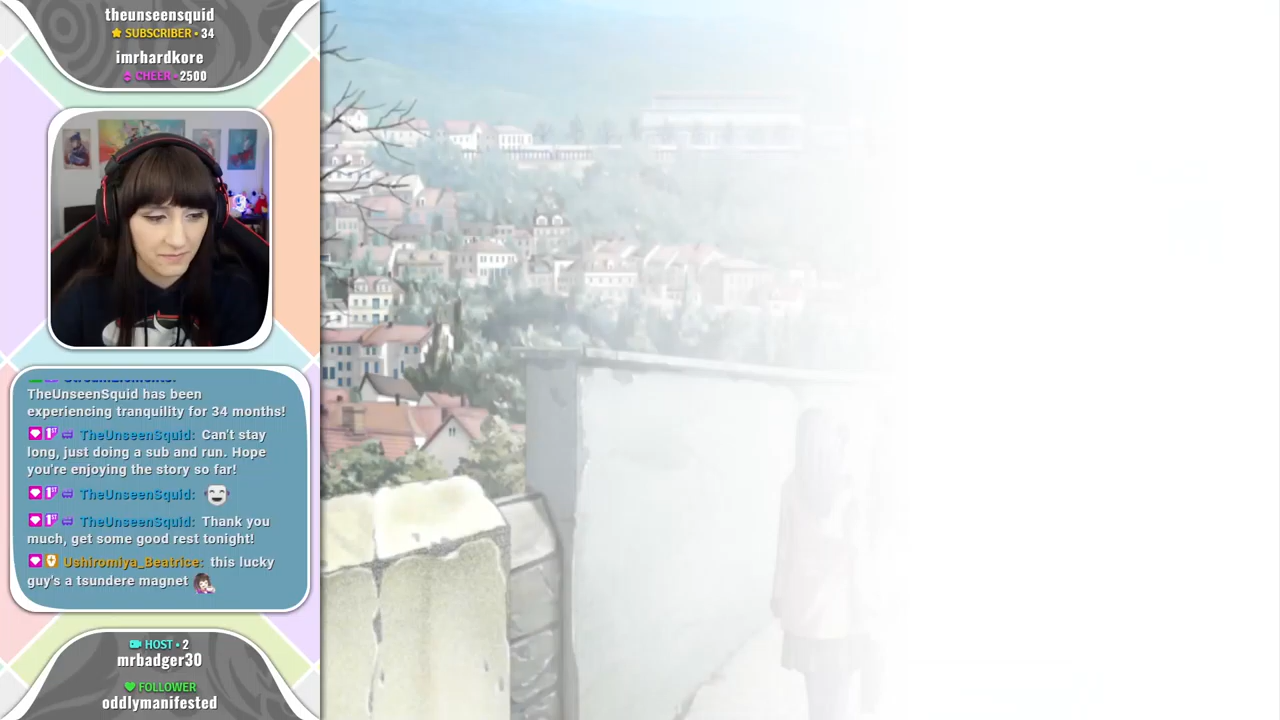 theunseensquid
SUBSCRIBER • 34
imrhardkore
CHEER • 2500
TheUnseenSquid has been
experiencing tranquility for 34 months!
TheUnseenSquid: Can't stay
long, just doing a sub and run. Hope
you're enjoying the story so far!
TheUnseenSquid:
TheUnseenSquid: Thank you
much, get some good rest tonight!
Ushiromiya_Beatrice: this lucky
guy's a tsundere magnet
HOST • 2
mrbadger30
FOLLOWER
oddlymanifested